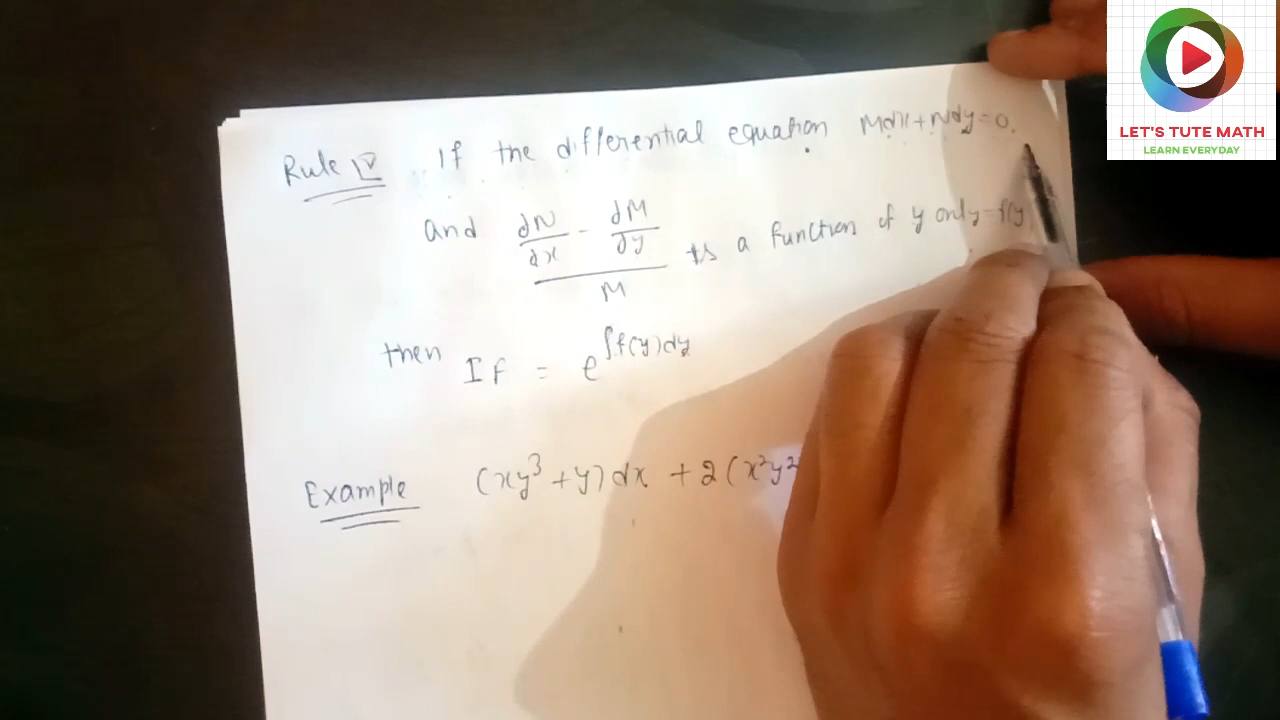 Rule IV If the differential equation Mdx+Ndy=0.
and ∂N/∂x - ∂M/∂y / M is a function of y only=f(y
then If = e^∫f(y)dy
Example (xy³+y)dx + 2(x²y²
LET'S TUTE MATH
LEARN EVERYDAY